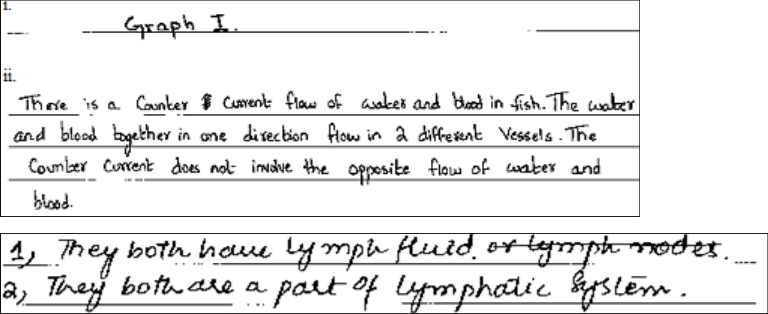 i.
Graph I.
ii.
There is a Counter Current flow of water and blood in fish. The water
and blood together in one direction flow in 2 different Vessels. The
Counter Current does not involve the opposite flow of water and
blood.
1, They both have lymph fluid. or lymph nodes.
2, They both are a part of lymphatic system.